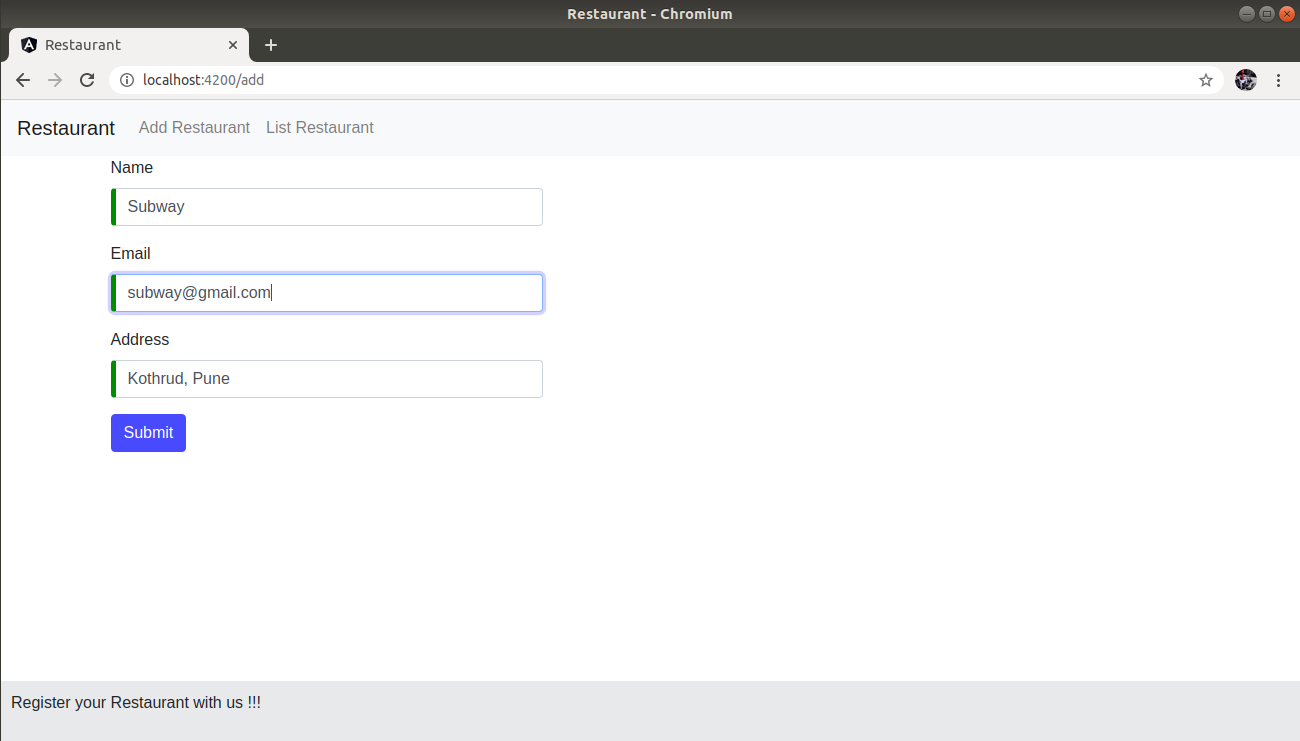 Restaurant - Chromium
Restaurant
localhost:4200/add
Restaurant Add Restaurant List Restaurant
Name
Subway
Email
subway@gmail.com
Address
Kothrud, Pune
Submit
Register your Restaurant with us !!!